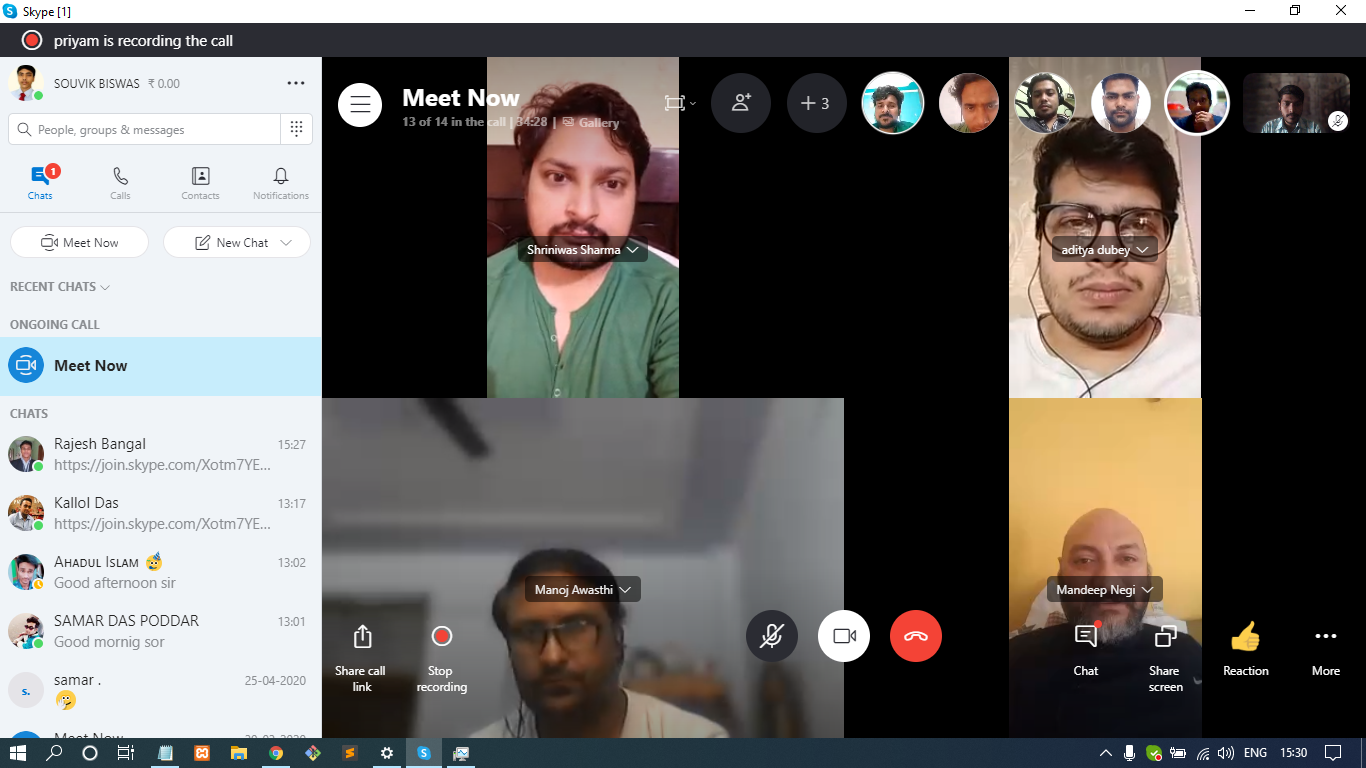 Skype [1]
priyam is recording the call
SOUVIK BISWAS ₹ 0.00
People, groups & messages
1
Chats
Calls
Contacts
Notifications
Meet Now
New Chat
RECENT CHATS
ONGOING CALL
Meet Now
CHATS
Rajesh Bangal 15:27
https://join.skype.com/Xotm7YE...
Kallol Das 13:17
https://join.skype.com/Xotm7YE...
Ahadul Islam 🥳 13:02
Good afternoon sir
SAMAR DAS PODDAR 13:01
Good mornig sor
s.
samar . 25-04-2020
Meet Now
+ 3
13 of 14 in the call | 34:28 | Gallery
Shriniwas Sharma
aditya dubey
Manoj Awasthi
Mandeep Negi
Share call
link
Stop
recording
Chat
Share
screen
Reaction
More
ENG 15:30